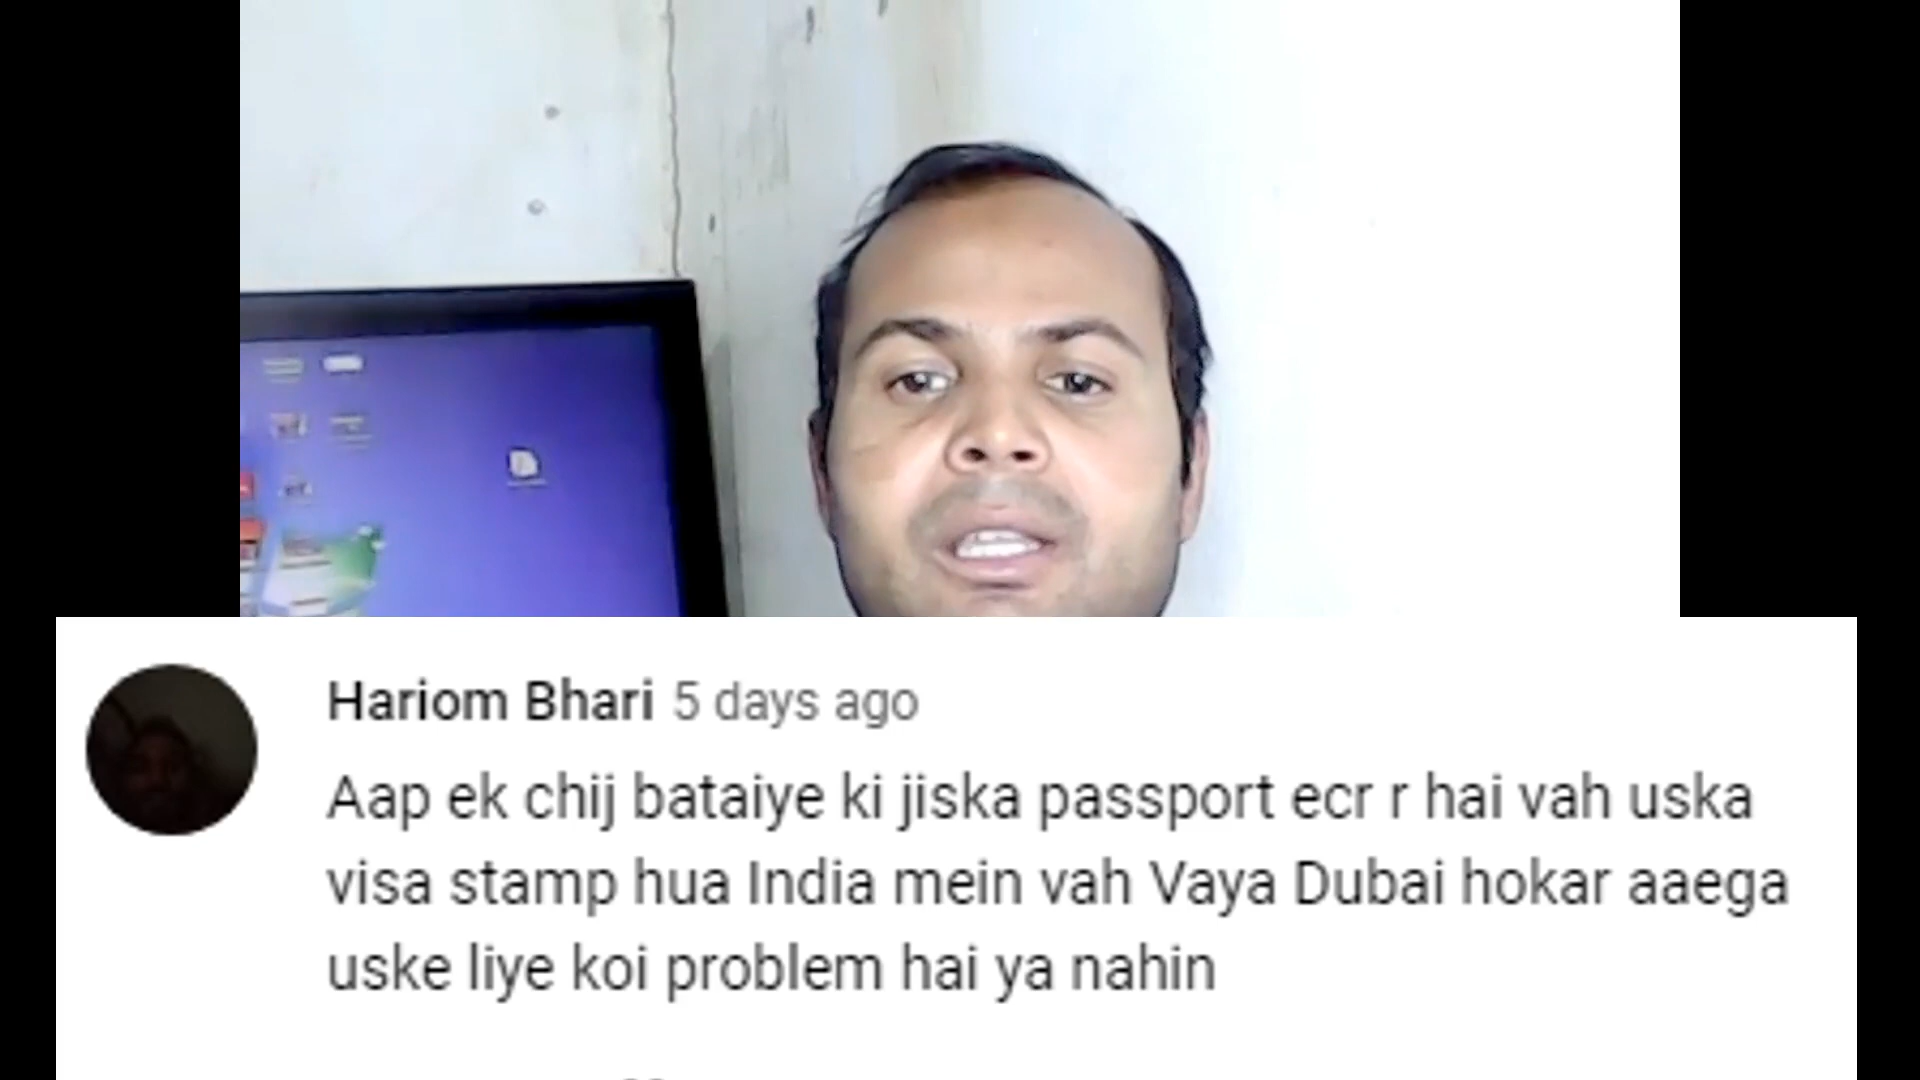 Hariom Bhari 5 days ago
Aap ek chij bataiye ki jiska passport ecr r hai vah uska
visa stamp hua India mein vah Vaya Dubai hokar aaega
uske liye koi problem hai ya nahin